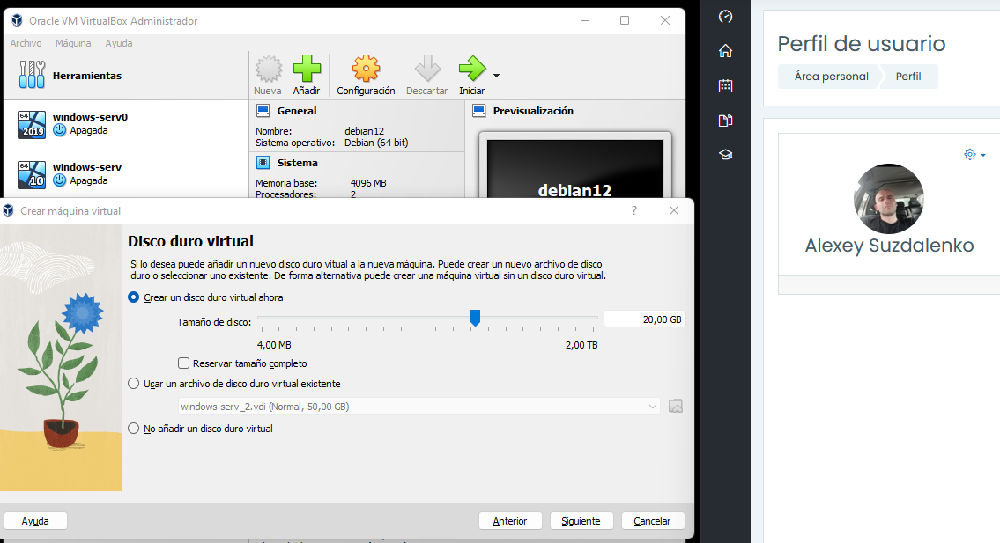 Oracle VM VirtualBox Administrador
Archivo Máquina Ayuda
Herramientas
Nueva Añadir Configuración Descartar Iniciar
64
2019
windows-serv0
Apagada
64
10
windows-serv
Apagada
General
Nombre: debian12
Sistema operativo: Debian (64-bit)
Sistema
Memoria base: 4096 MB
Procesadores: 2
Previsualización
debian12
Crear máquina virtual
?
Disco duro virtual
Si lo desea puede añadir un nuevo disco duro vitual a la nueva máquina. Puede crear un nuevo archivo de disco
duro o seleccionar uno existente. De forma alternativa puede crear una máquina virtual sin un disco duro virtual.
Crear un disco duro virtual ahora
Tamaño de disco: 20,00 GB
4,00 MB 2,00 TB
Reservar tamaño completo
Usar un archivo de disco duro virtual existente
windows-serv_2.vdi (Normal, 50,00 GB)
No añadir un disco duro virtual
Ayuda Anterior Siguiente Cancelar
Perfil de usuario
Área personal Perfil
Alexey Suzdalenko